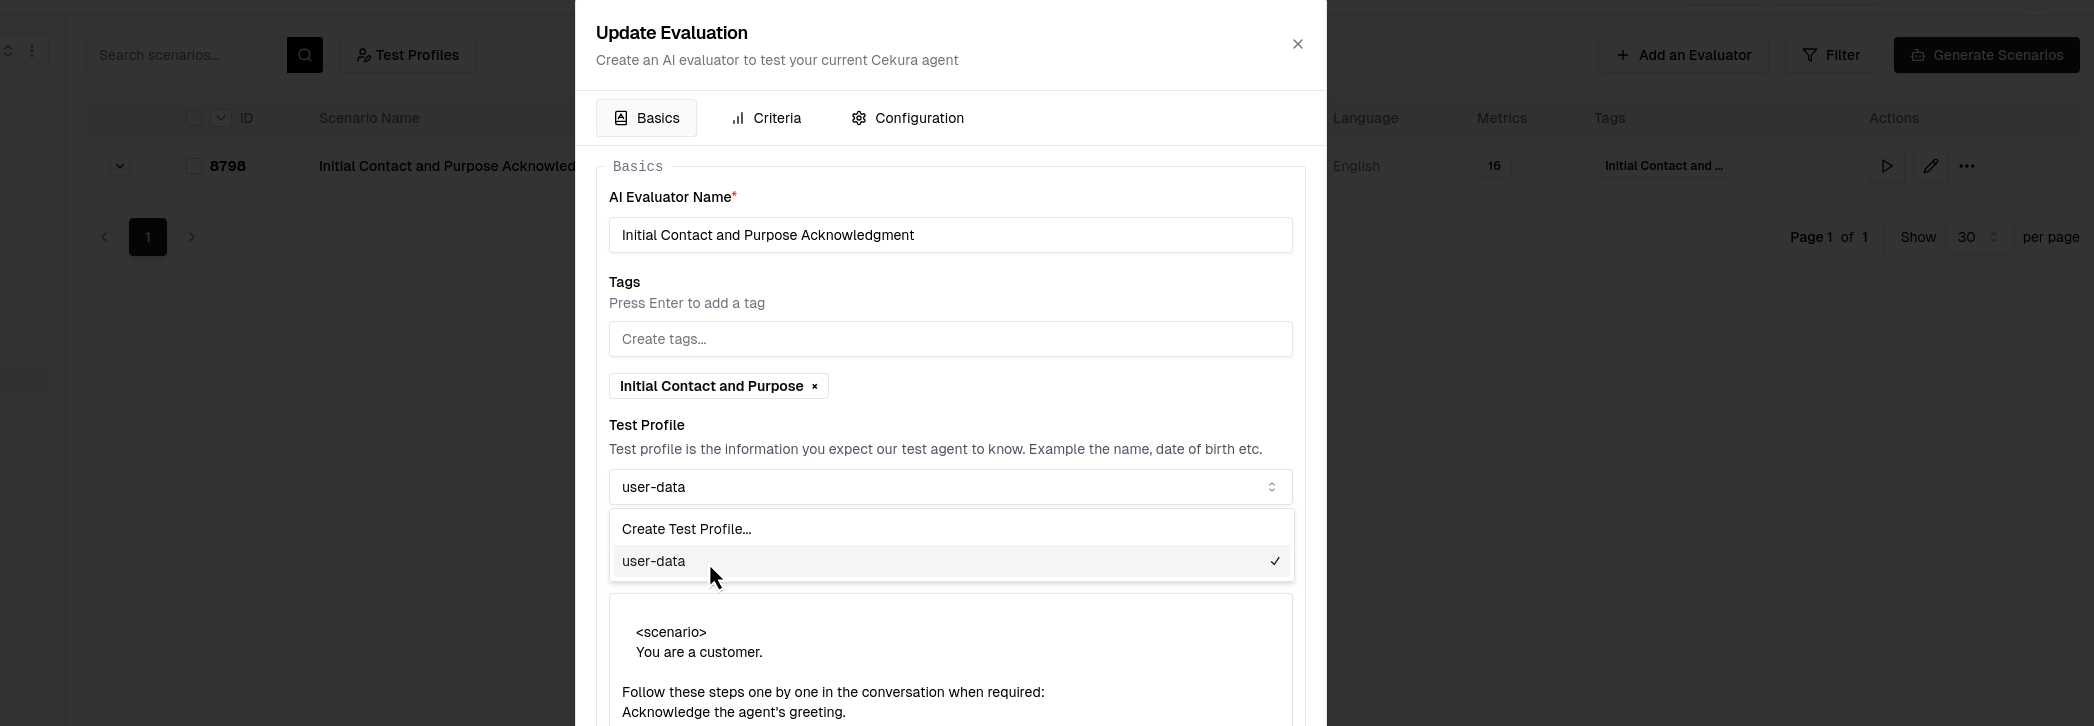 Update Evaluation
Create an AI evaluator to test your current Cekura agent
Search scenarios...
Test Profiles
Add an Evaluator
Filter
Generate Scenarios
Basics
Criteria
Configuration
ID
Scenario Name
Language
Metrics
Tags
Actions
8798
Initial Contact and Purpose Acknowled
English
16
Initial Contact and ...
1
Page 1 of 1
Show
30
per page
Basics
AI Evaluator Name*
Initial Contact and Purpose Acknowledgment
Tags
Press Enter to add a tag
Create tags...
Initial Contact and Purpose ×
Test Profile
Test profile is the information you expect our test agent to know. Example the name, date of birth etc.
user-data
Create Test Profile...
user-data
<scenario>
You are a customer.
Follow these steps one by one in the conversation when required:
Acknowledge the agent's greeting.